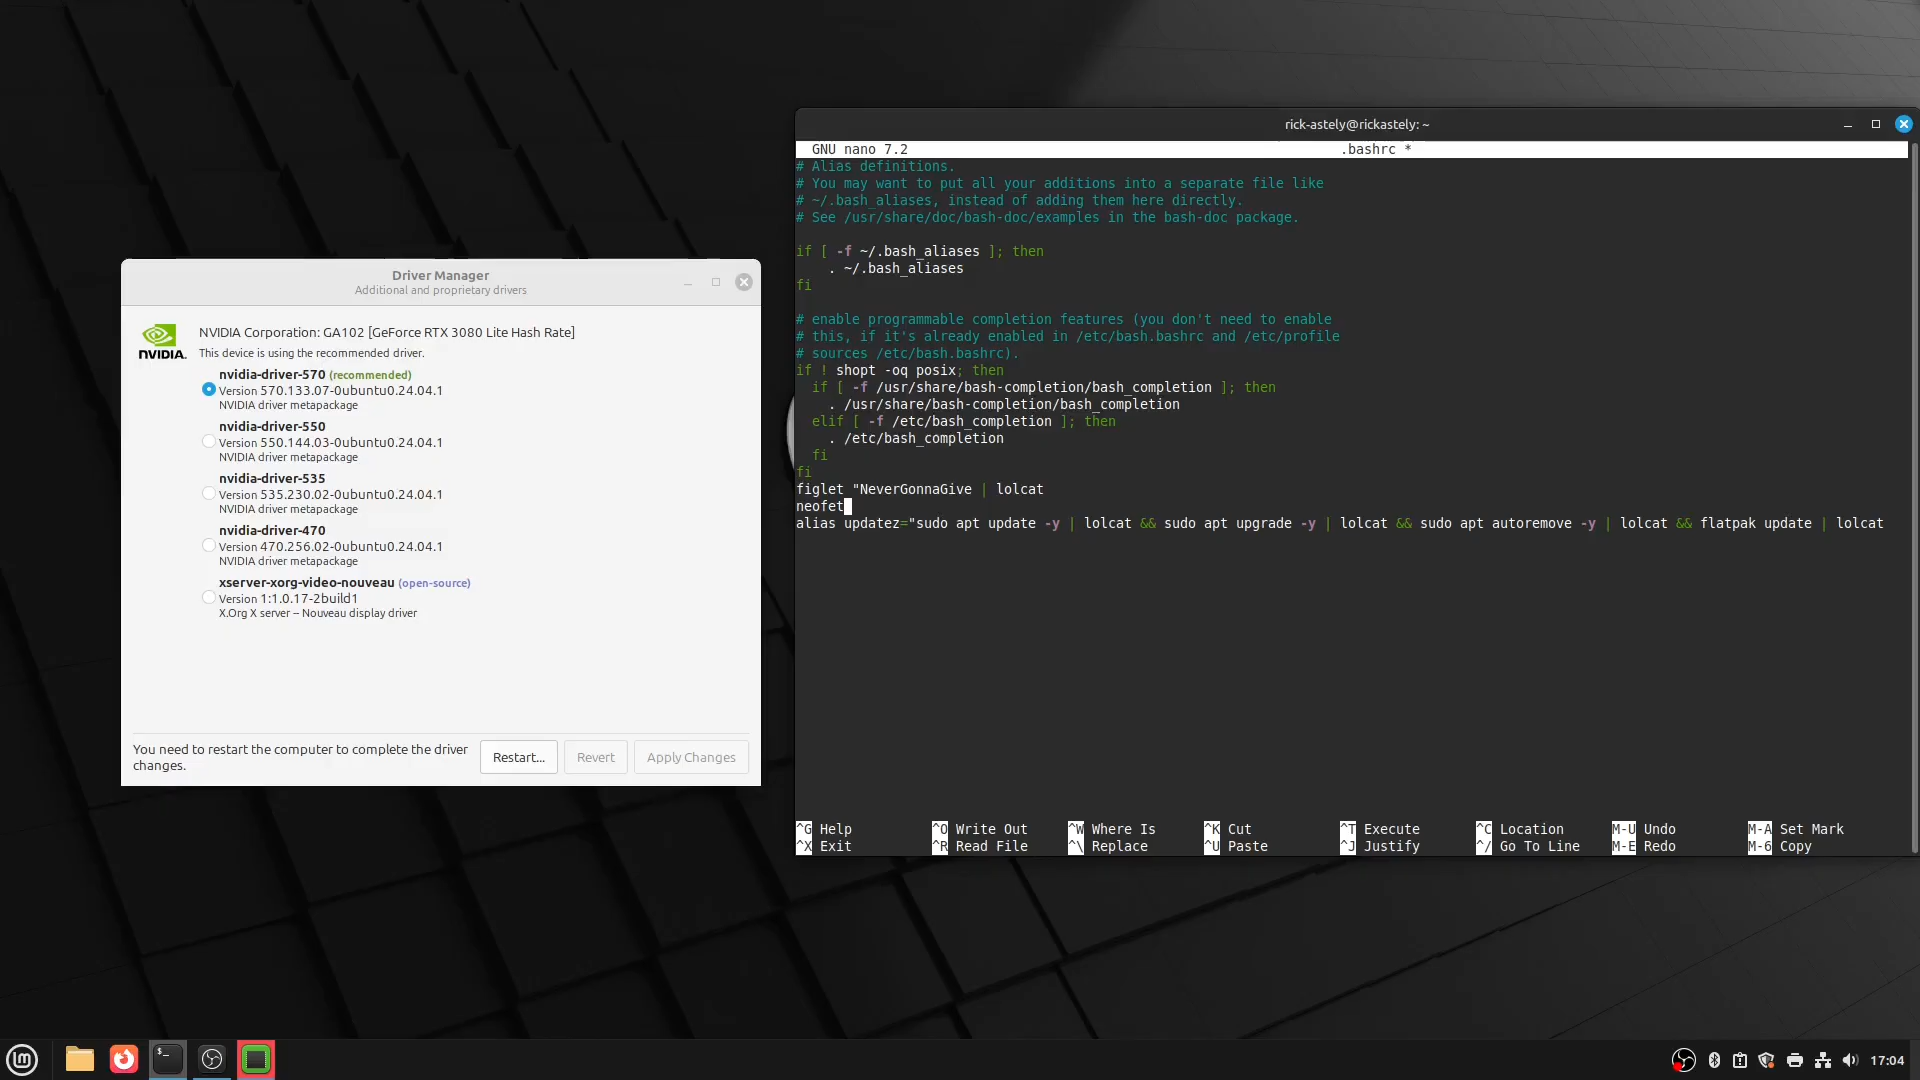 Driver Manager
Additional and proprietary drivers
NVIDIA.
NVIDIA Corporation: GA102 [GeForce RTX 3080 Lite Hash Rate]
This device is using the recommended driver.
nvidia-driver-570 (recommended)
Version 570.133.07-0ubuntu0.24.04.1
NVIDIA driver metapackage
nvidia-driver-550
Version 550.144.03-0ubuntu0.24.04.1
NVIDIA driver metapackage
nvidia-driver-535
Version 535.230.02-0ubuntu0.24.04.1
NVIDIA driver metapackage
nvidia-driver-470
Version 470.256.02-0ubuntu0.24.04.1
NVIDIA driver metapackage
xserver-xorg-video-nouveau (open-source)
Version 1:1.0.17-2build1
X.Org X server -- Nouveau display driver
You need to restart the computer to complete the driver
changes.
Restart...
Revert
Apply Changes
rick-astely@rickastely: ~
GNU nano 7.2 .bashrc *
# Alias definitions.
# You may want to put all your additions into a separate file like
# ~/.bash_aliases, instead of adding them here directly.
# See /usr/share/doc/bash-doc/examples in the bash-doc package.
if [ -f ~/.bash_aliases ]; then
    . ~/.bash_aliases
fi
# enable programmable completion features (you don't need to enable
# this, if it's already enabled in /etc/bash.bashrc and /etc/profile
# sources /etc/bash.bashrc).
if ! shopt -oq posix; then
  if [ -f /usr/share/bash-completion/bash_completion ]; then
    . /usr/share/bash-completion/bash_completion
  elif [ -f /etc/bash_completion ]; then
    . /etc/bash_completion
  fi
fi
figlet "NeverGonnaGive | lolcat
neofet
alias updatez="sudo apt update -y | lolcat && sudo apt upgrade -y | lolcat && sudo apt autoremove -y | lolcat && flatpak update | lolcat
^G Help ^O Write Out ^W Where Is ^K Cut ^T Execute ^C Location M-U Undo M-A Set Mark
^X Exit ^R Read File ^\ Replace ^U Paste ^J Justify ^/ Go To Line M-E Redo M-6 Copy
17:04